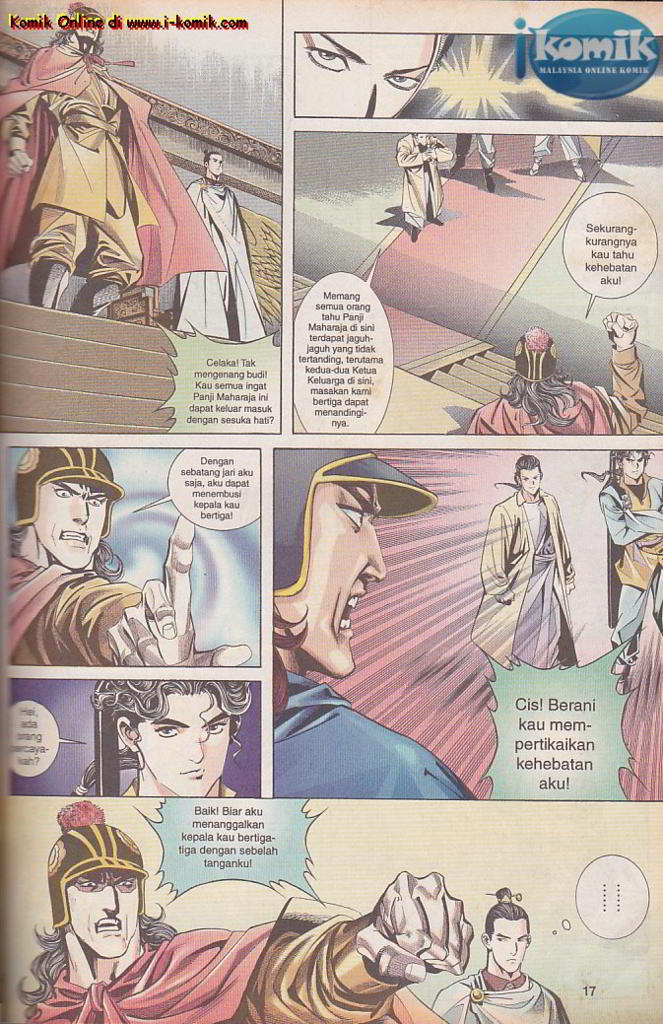 Komik Online di www.i-komik.com
ikomik
MALAYSIA ONLINE KOMIK
Celaka! Tak
mengenang budi!
Kau semua ingat
Panji Maharaja ini
dapat keluar masuk
dengan sesuka hati?
Memang
semua orang
tahu Panji
Maharaja di sini
terdapat jaguh-
jaguh yang tidak
tertanding, terutama
kedua-dua Ketua
Keluarga di sini,
masakan kami
bertiga dapat
menandingi-
nya.
Sekurang-
kurangnya
kau tahu
kehebatan
aku!
Dengan
sebatang jari aku
saja, aku dapat
menembusi
kepala kau
bertiga!
Cis! Berani
kau mem-
pertikaikan
kehebatan
aku!
Hei,
ada
orang
percaya-
kah?
Baik! Biar aku
menanggalkan
kepala kau bertiga-
tiga dengan sebelah
tanganku!
17